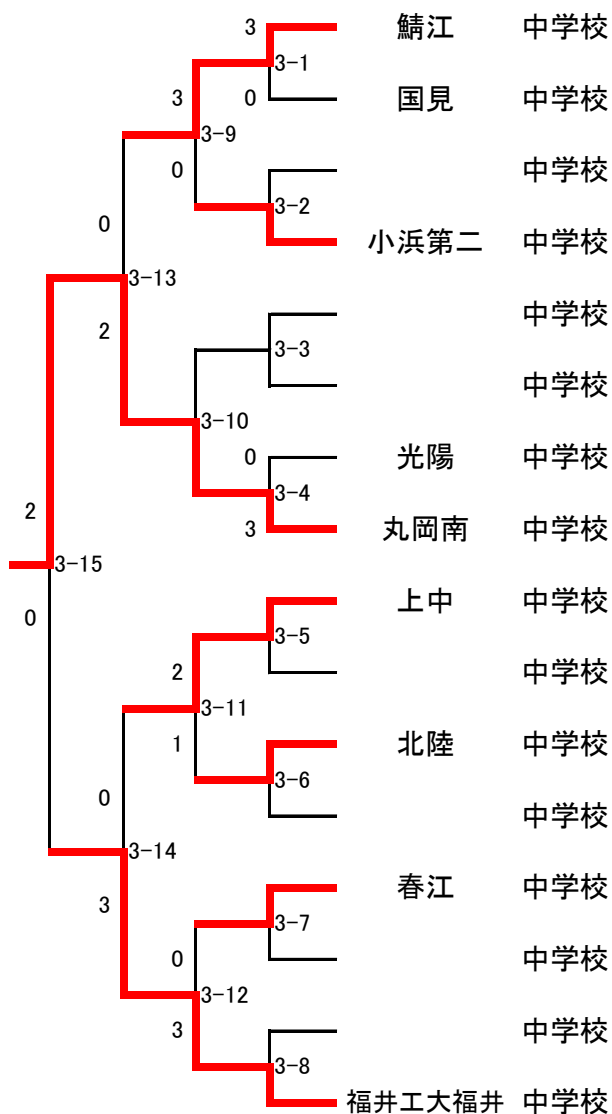 3 鯖江 中学校
3-1
3 0 国見 中学校
3-9
0 中学校
3-2
0 小浜第二 中学校
3-13
中学校
2 3-3
中学校
3-10
0 光陽 中学校
3-4
2 3 丸岡南 中学校
3-15
0 上中 中学校
3-5
2 中学校
3-11
1 北陸 中学校
3-6
0 中学校
3-14
3 春江 中学校
3-7
0 中学校
3-12
3 中学校
3-8
福井工大福井 中学校